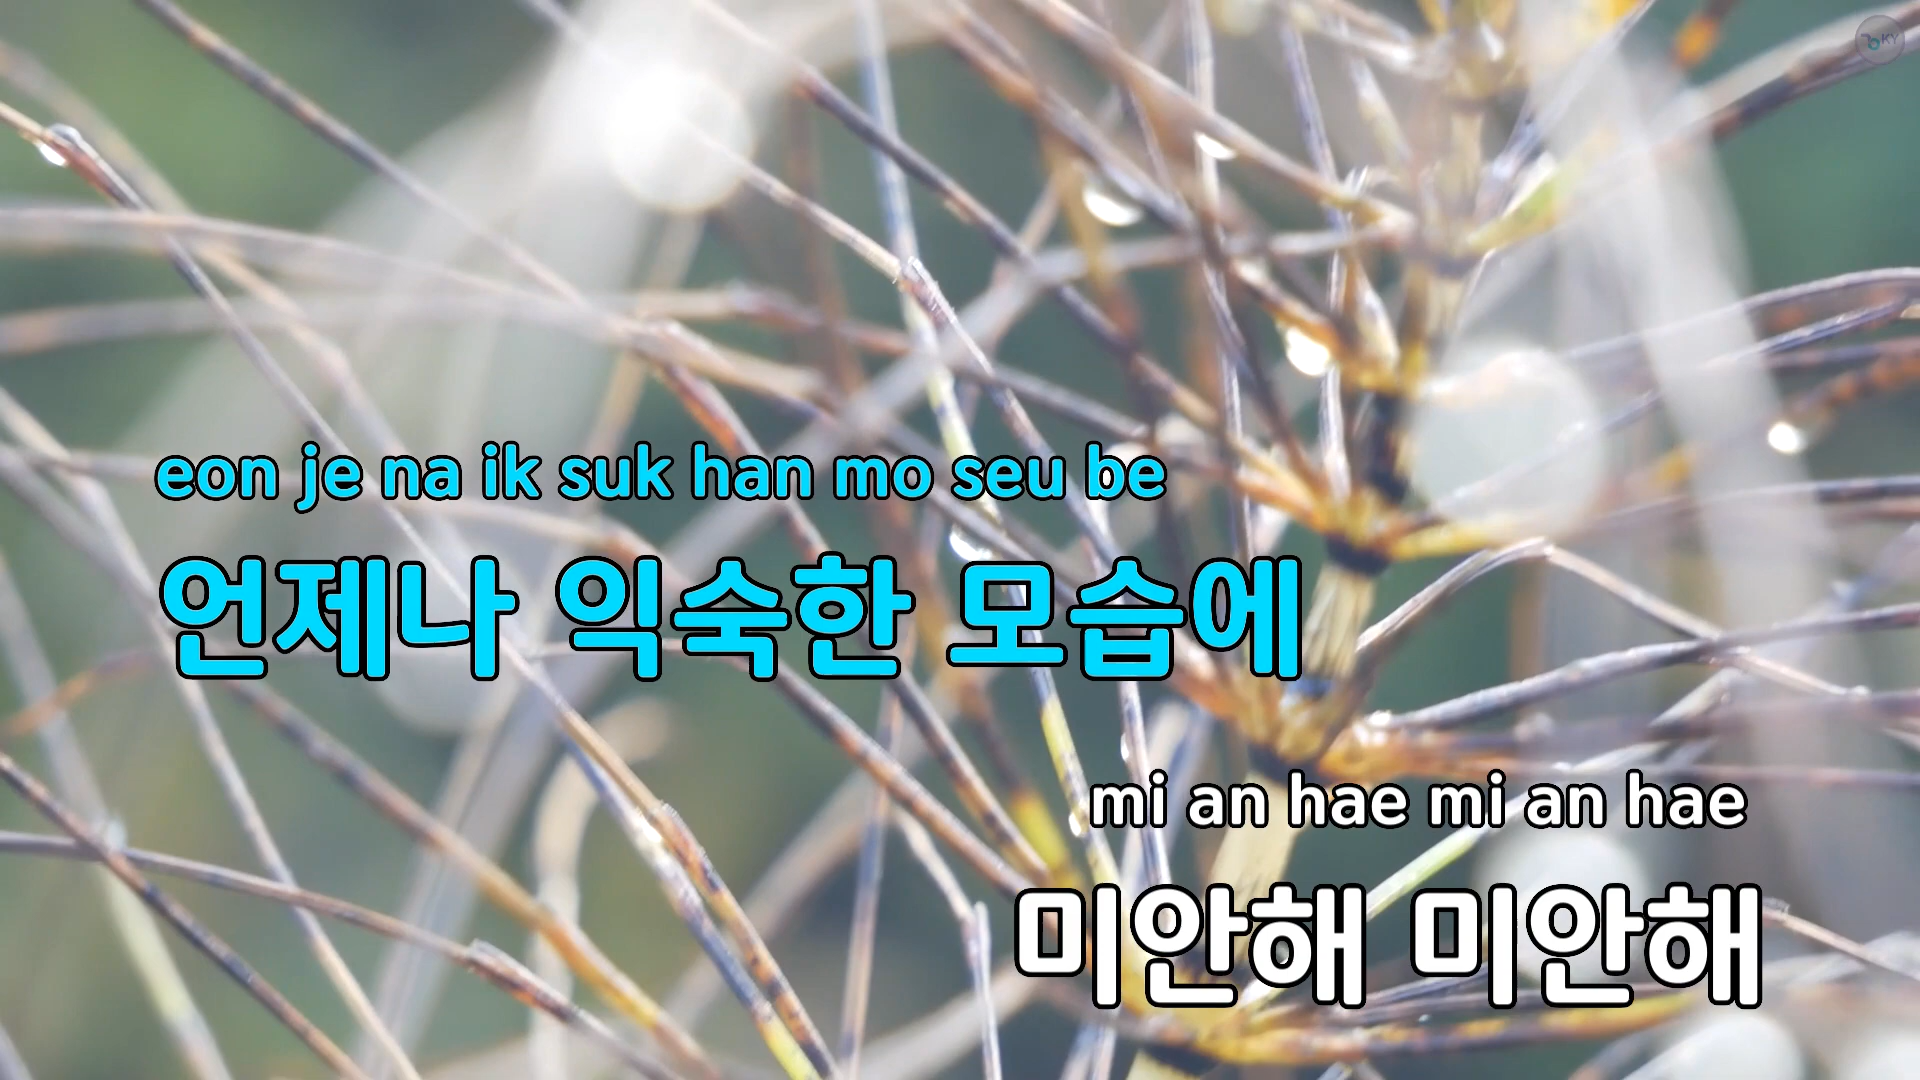 KY
eon je na ik suk han mo seu be
언제나 익숙한 모습에
mi an hae mi an hae
미안해 미안해